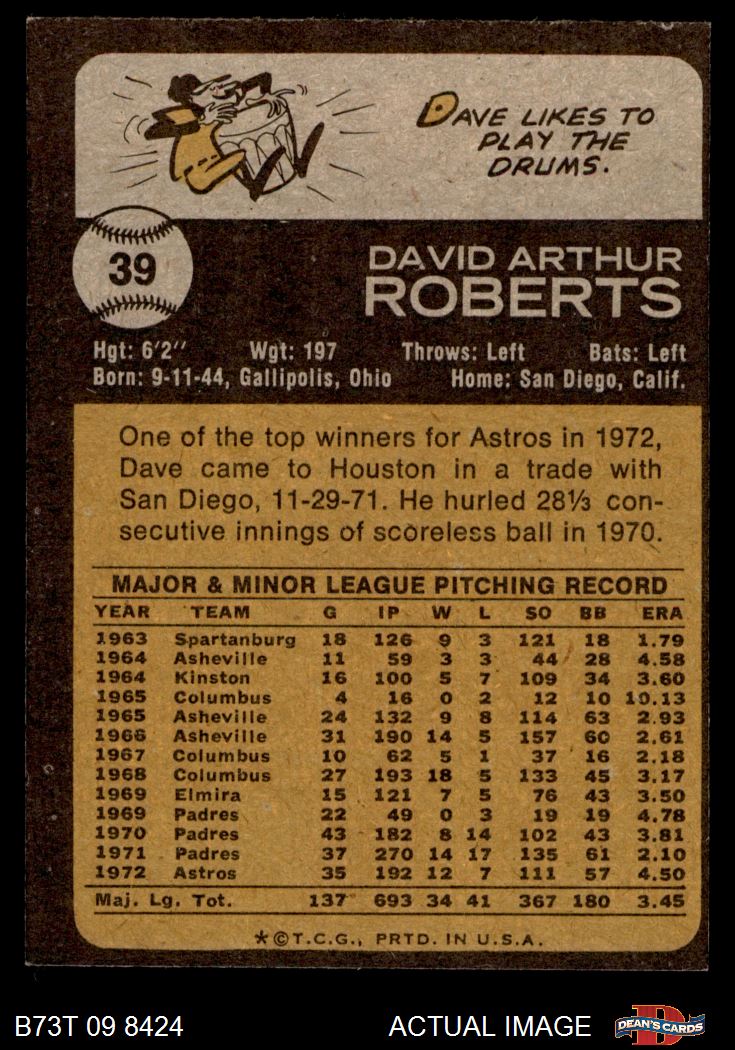 DAVE LIKES TO
PLAY THE
DRUMS.
39
DAVID ARTHUR
ROBERTS
Hgt: 6'2" Wgt: 197 Throws: Left Bats: Left
Born: 9-11-44, Gallipolis, Ohio Home: San Diego, Calif.
One of the top winners for Astros in 1972,
Dave came to Houston in a trade with
San Diego, 11-29-71. He hurled 28⅓ con-
secutive innings of scoreless ball in 1970.
MAJOR & MINOR LEAGUE PITCHING RECORD
YEAR TEAM G IP W L SO BB ERA
1963 Spartanburg 18 126 9 3 121 18 1.79
1964 Asheville 11 59 3 3 44 28 4.58
1964 Kinston 16 100 5 7 109 34 3.60
1965 Columbus 4 16 0 2 12 10 10.13
1965 Asheville 24 132 9 8 114 63 2.93
1966 Asheville 31 190 14 5 157 60 2.61
1967 Columbus 10 62 5 1 37 16 2.18
1968 Columbus 27 193 18 5 133 45 3.17
1969 Elmira 15 121 7 5 76 43 3.50
1969 Padres 22 49 0 3 19 19 4.78
1970 Padres 43 182 8 14 102 43 3.81
1971 Padres 37 270 14 17 135 61 2.10
1972 Astros 35 192 12 7 111 57 4.50
Maj. Lg. Tot. 137 693 34 41 367 180 3.45
*©T.C.G., PRTD. IN U.S.A.
B73T 09 8424 ACTUAL IMAGE D DEAN'S CARDS